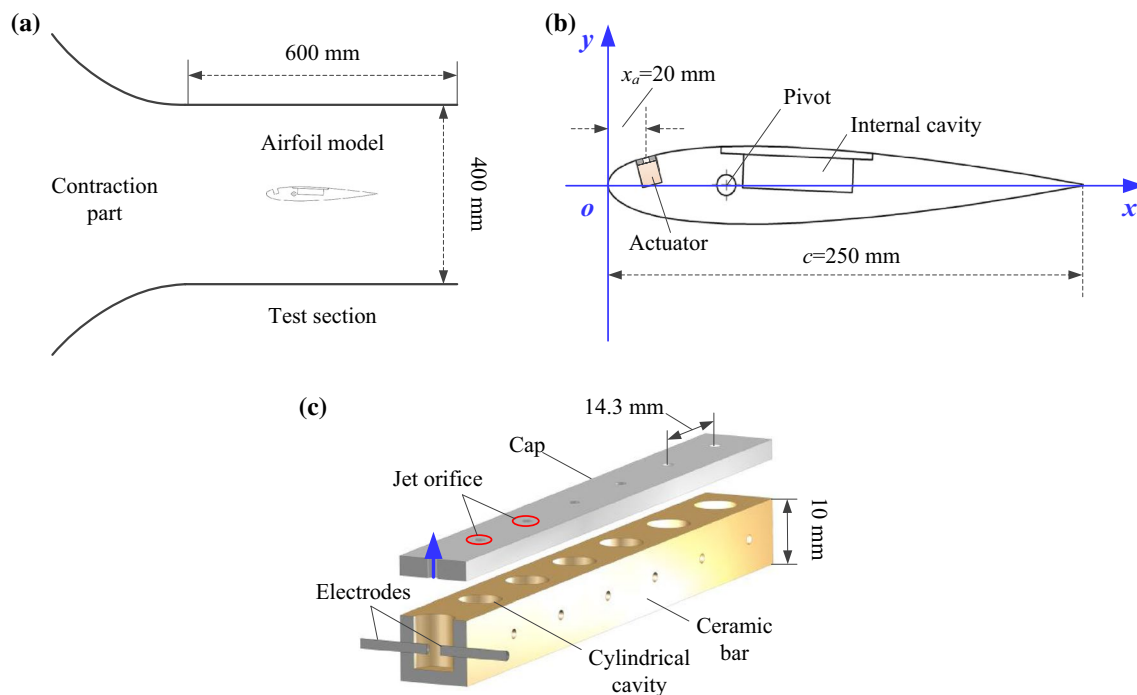 (a)
600 mm
Airfoil model
Contraction
part
400 mm
Test section
(b)
y
x_a=20 mm
Pivot
Internal cavity
o
x
Actuator
c=250 mm
(c)
14.3 mm
Cap
Jet orifice
10 mm
Electrodes
Ceramic
bar
Cylindrical
cavity